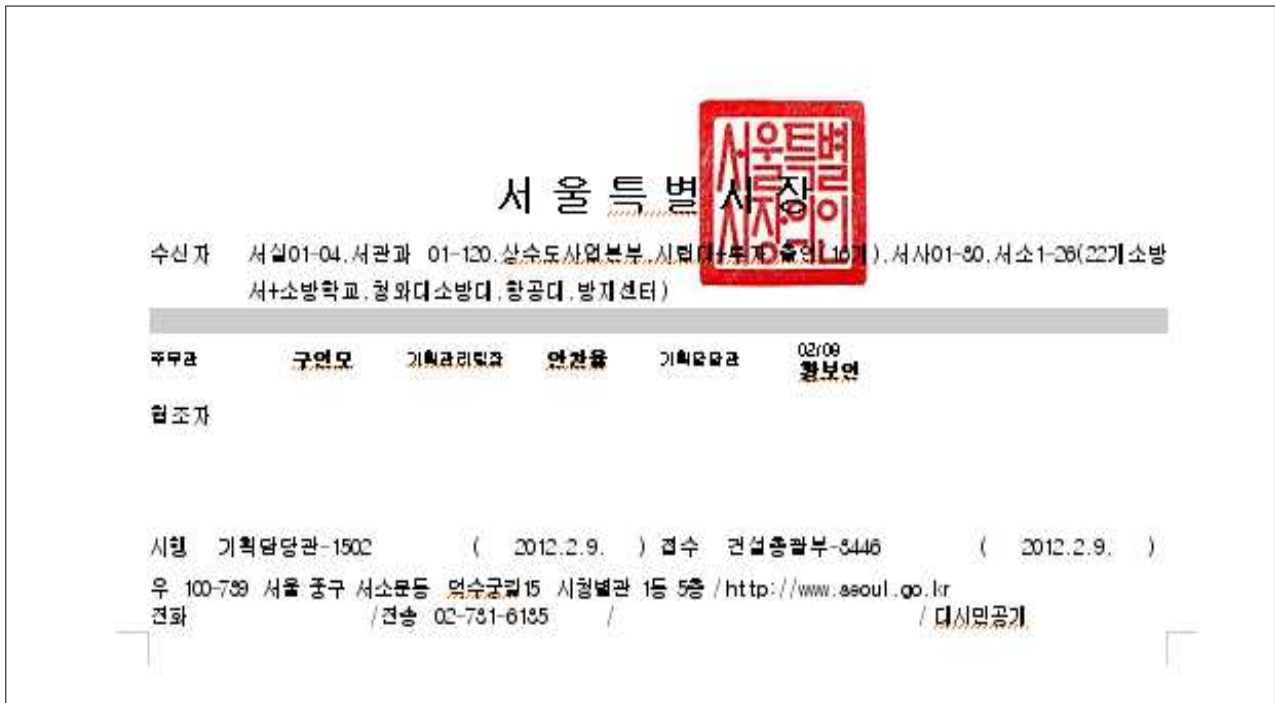 서울특별시장
서울특별
시장의인
수신자 서실01-04,서관과 01-120,상수도사업본부,시립대+투자,출연(16개),서사01-80,서소1-26(22개소방
서+소방학교,청와대소방대,항공대,방재센터)
주무관 구연모 기획관리팀장 안찬율 기획담당관 02/09
황보연
협조자
시행 기획담당관-1502 ( 2012.2.9. ) 접수 건설총괄부-3446 ( 2012.2.9. )
우 100-739 서울 중구 서소문동 덕수궁길15 시청별관 1동 5층 /http://www.seoul.go.kr
전화 /전송 02-731-6185 / / 대시민공개